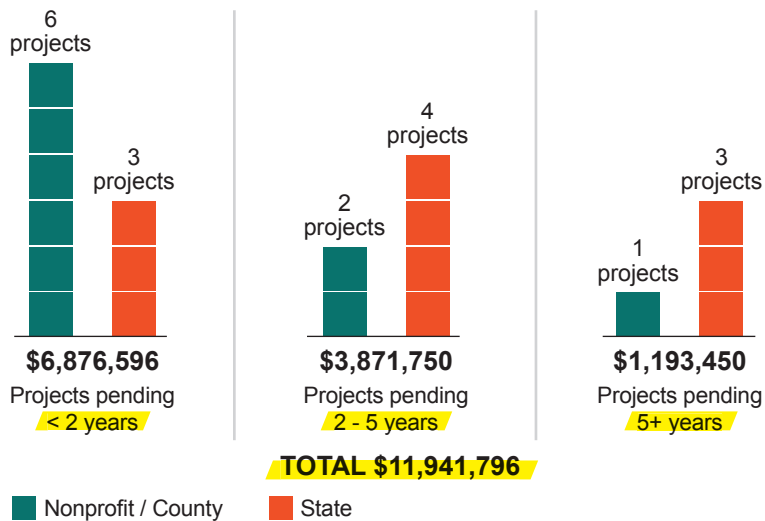 6
projects
3
projects
$6,876,596
Projects pending
< 2 years
2
projects
4
projects
$3,871,750
Projects pending
2 - 5 years
1
projects
3
projects
$1,193,450
Projects pending
5+ years
TOTAL $11,941,796
Nonprofit / County
State